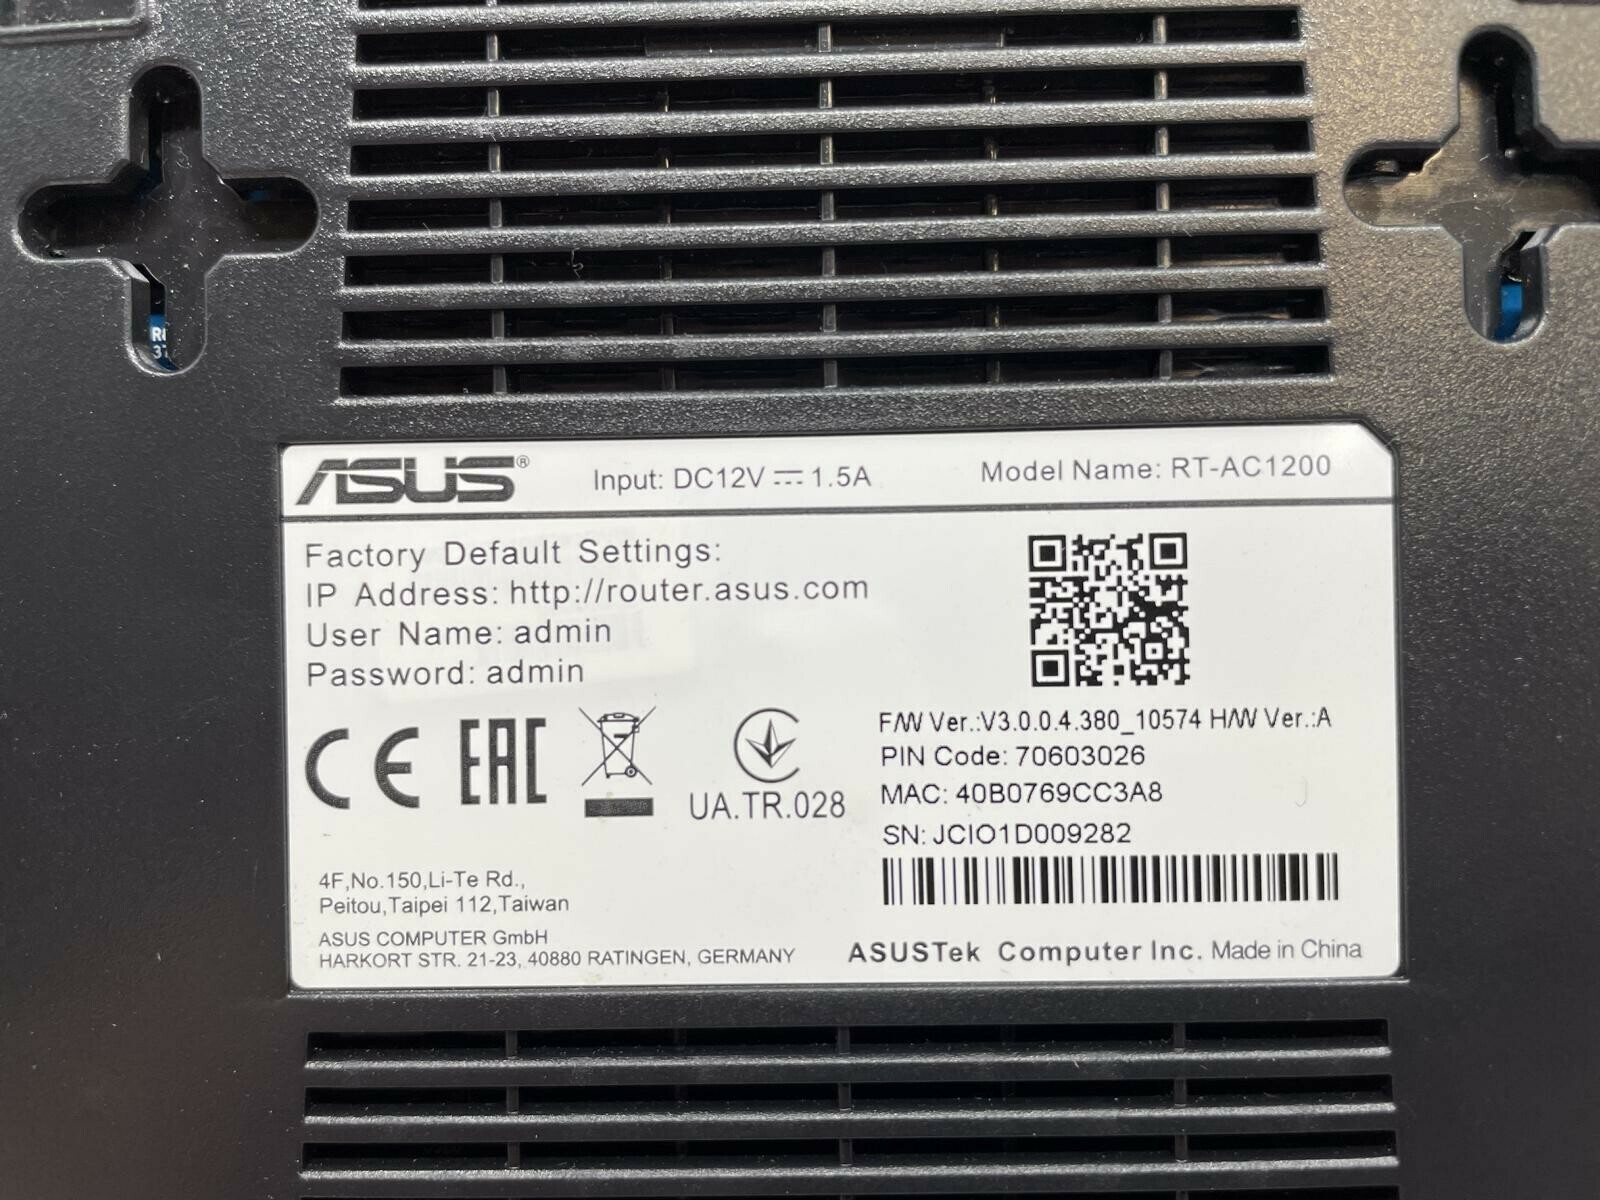 ASUS® Input: DC12V 1.5A Model Name: RT-AC1200
Factory Default Settings:
IP Address: http://router.asus.com
User Name: admin
Password: admin
F/W Ver.:V3.0.0.4.380_10574 H/W Ver.:A
PIN Code: 70603026
MAC: 40B0769CC3A8
SN: JCIO1D009282
CE EAC UA.TR.028
4F,No.150,Li-Te Rd.,
Peitou,Taipei 112,Taiwan
ASUS COMPUTER GmbH
HARKORT STR. 21-23, 40880 RATINGEN, GERMANY
ASUSTek Computer Inc. Made in China